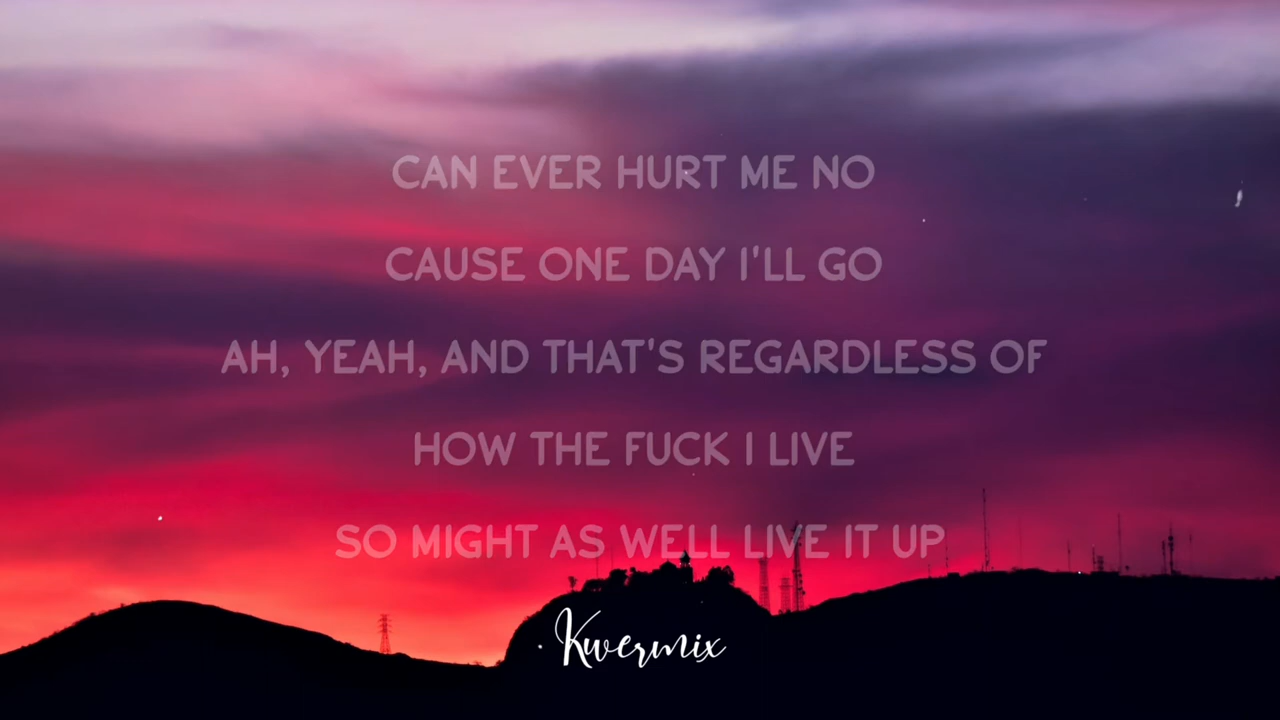 CAN EVER HURT ME NO
CAUSE ONE DAY I'LL GO
AH, YEAH, AND THAT'S REGARDLESS OF
HOW THE FUCK I LIVE
SO MIGHT AS WELL LIVE IT UP
Kwermix